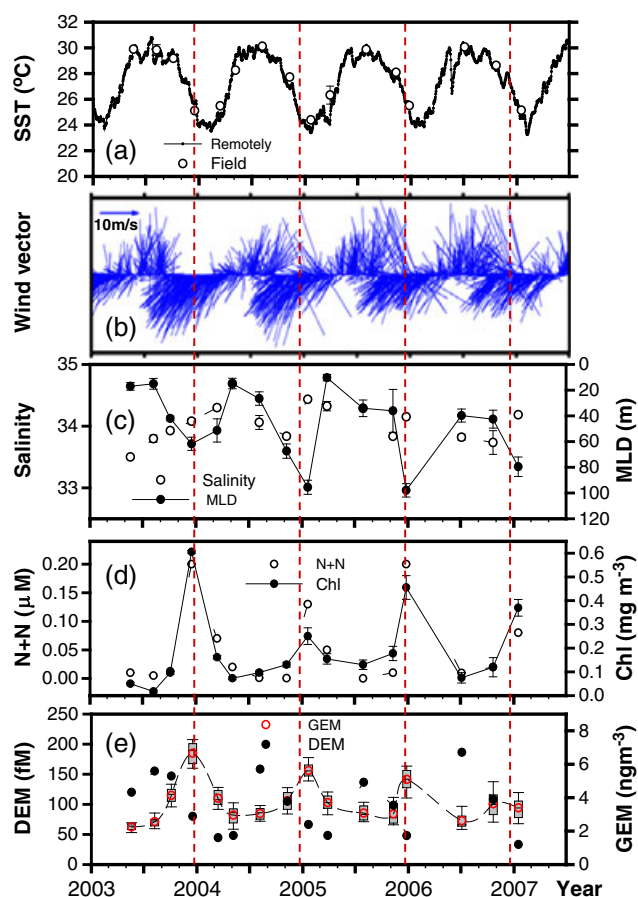 32
30
28
26
24
22
20
SST (ºC)
(a)
Remotely
Field
10m/s
Wind vector
(b)
35
34
33
Salinity
(c)
Salinity
MLD
0
20
40
60
80
100
120
MLD (m)
0.20
0.15
0.10
0.05
0.00
N+N (μ M)
(d)
N+N
Chl
0.6
0.5
0.4
0.3
0.2
0.1
0.0
Chl (mg m⁻³)
250
200
150
100
50
0
DEM (fM)
(e)
GEM
DEM
8
6
4
2
0
GEM (ngm⁻³)
2003 2004 2005 2006 2007 Year